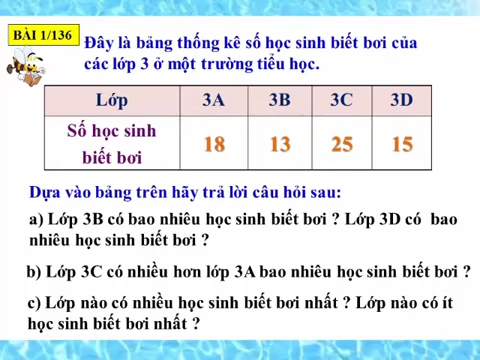 BÀI 1/136
Đây là bảng thống kê số học sinh biết bơi của
các lớp 3 ở một trường tiểu học.
Lớp 3A 3B 3C 3D
Số học sinh
biết bơi 18 13 25 15
Dựa vào bảng trên hãy trả lời câu hỏi sau:
a) Lớp 3B có bao nhiêu học sinh biết bơi ? Lớp 3D có bao
nhiêu học sinh biết bơi ?
b) Lớp 3C có nhiều hơn lớp 3A bao nhiêu học sinh biết bơi ?
c) Lớp nào có nhiều học sinh biết bơi nhất ? Lớp nào có ít
học sinh biết bơi nhất ?